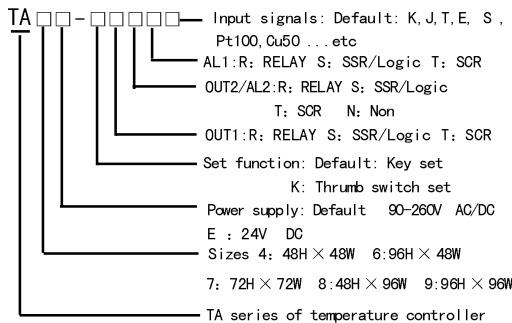 TA□□-□□□□□ Input signals: Default: K,J,T,E, S ,
Pt100,Cu50 ...etc
AL1:R: RELAY S: SSR/Logic T: SCR
OUT2/AL2:R: RELAY S: SSR/Logic
T: SCR N: Non
OUT1:R: RELAY S: SSR/Logic T: SCR
Set function: Default: Key set
K: Thrumb switch set
Power supply: Default 90-260V AC/DC
E : 24V DC
Sizes 4: 48H×48W 6:96H×48W
7: 72H×72W 8:48H×96W 9:96H×96W
TA series of temperature controller